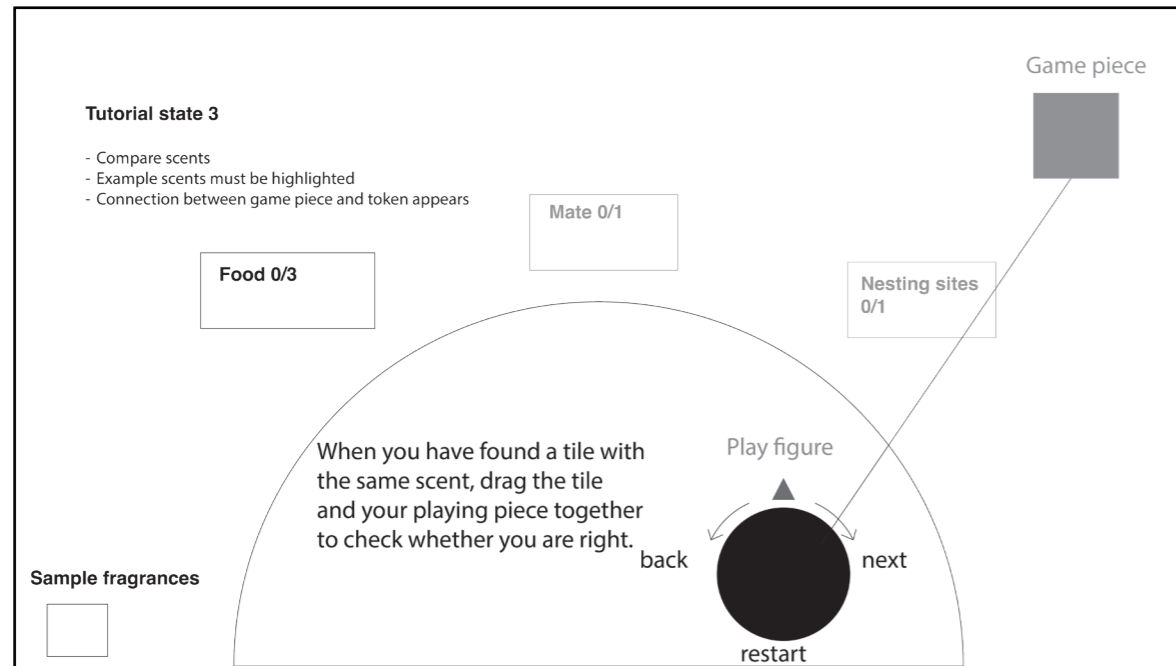 Game piece
Tutorial state 3
- Compare scents
- Example scents must be highlighted
- Connection between game piece and token appears
Mate 0/1
Food 0/3
Nesting sites
0/1
When you have found a tile with
the same scent, drag the tile
and your playing piece together
to check whether you are right.
Play figure
back
next
restart
Sample fragrances